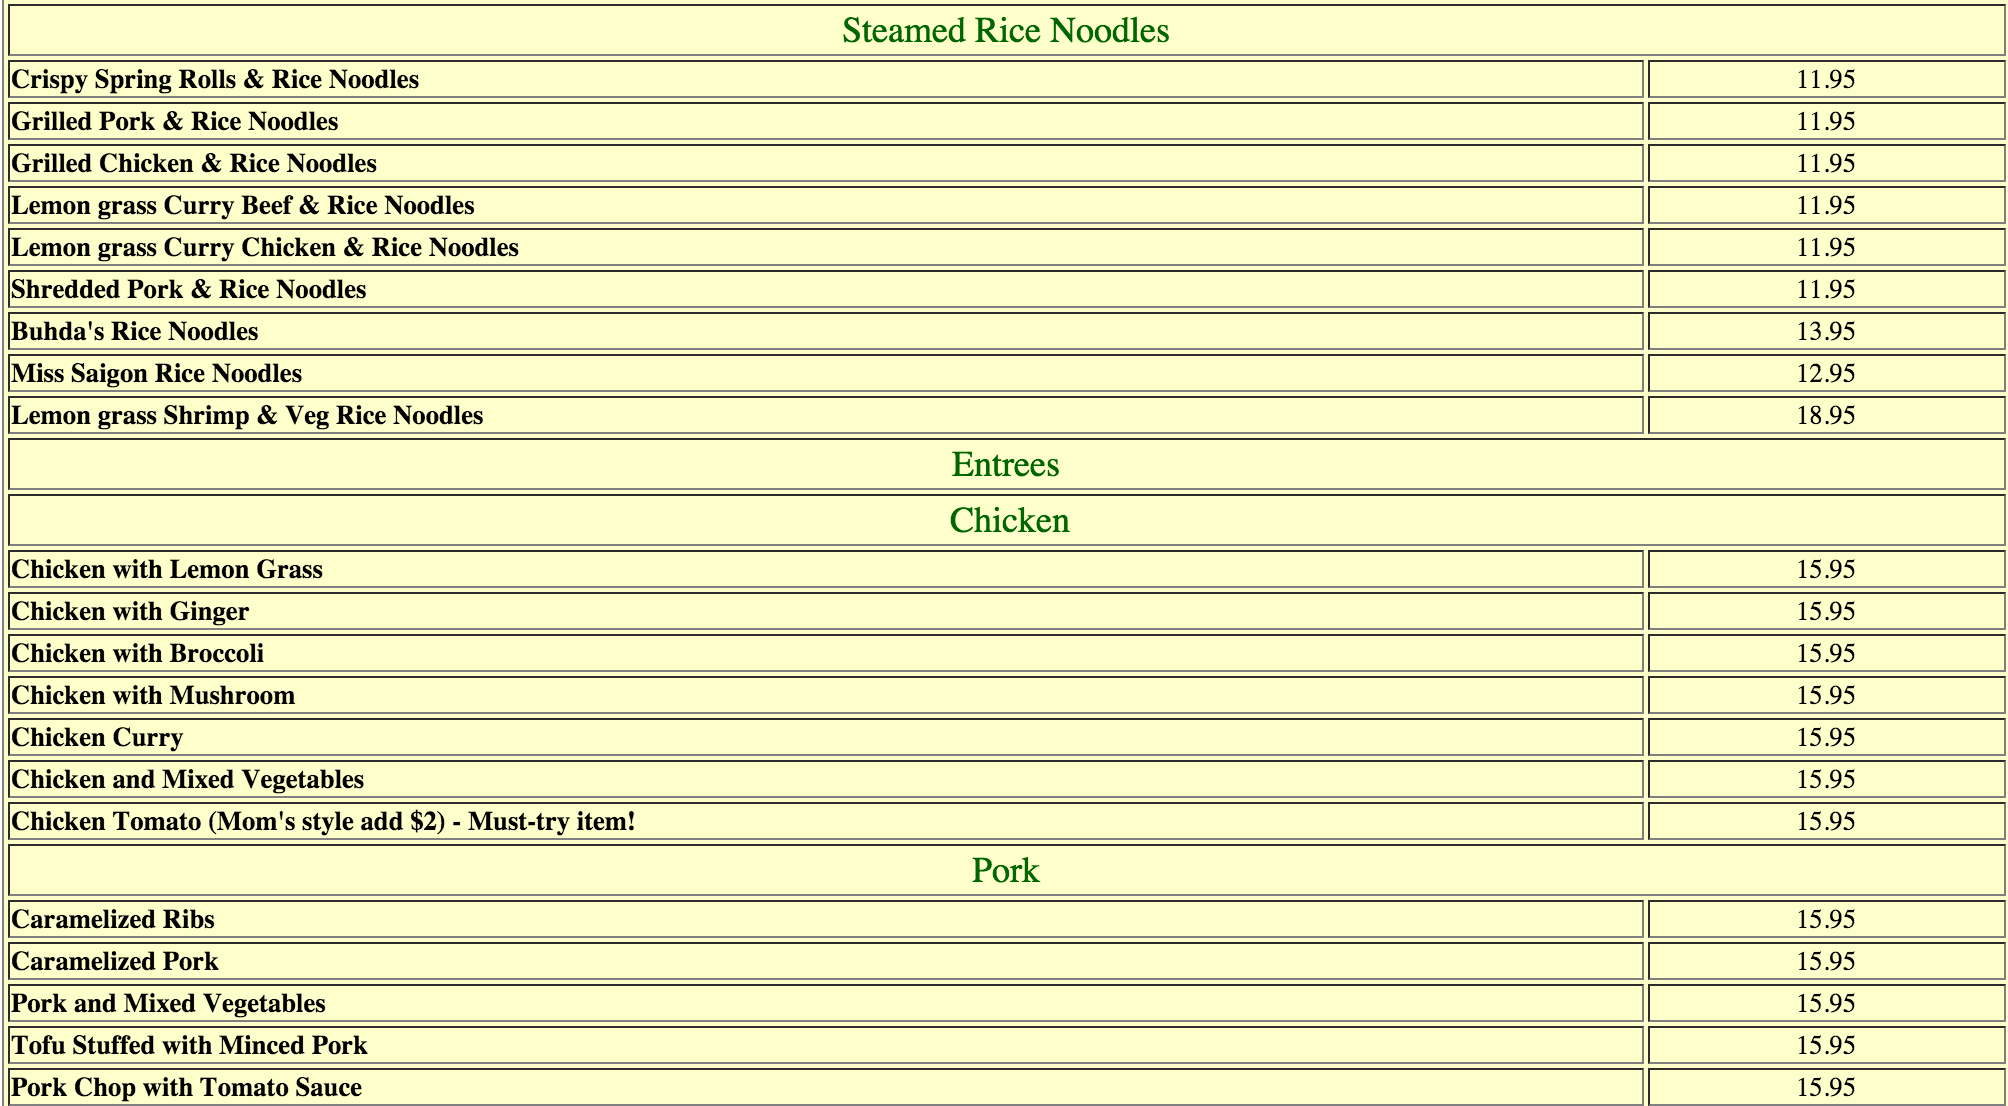 Steamed Rice Noodles
Crispy Spring Rolls & Rice Noodles 11.95
Grilled Pork & Rice Noodles 11.95
Grilled Chicken & Rice Noodles 11.95
Lemon grass Curry Beef & Rice Noodles 11.95
Lemon grass Curry Chicken & Rice Noodles 11.95
Shredded Pork & Rice Noodles 11.95
Buhda's Rice Noodles 13.95
Miss Saigon Rice Noodles 12.95
Lemon grass Shrimp & Veg Rice Noodles 18.95
Entrees
Chicken
Chicken with Lemon Grass 15.95
Chicken with Ginger 15.95
Chicken with Broccoli 15.95
Chicken with Mushroom 15.95
Chicken Curry 15.95
Chicken and Mixed Vegetables 15.95
Chicken Tomato (Mom's style add $2) - Must-try item! 15.95
Pork
Caramelized Ribs 15.95
Caramelized Pork 15.95
Pork and Mixed Vegetables 15.95
Tofu Stuffed with Minced Pork 15.95
Pork Chop with Tomato Sauce 15.95